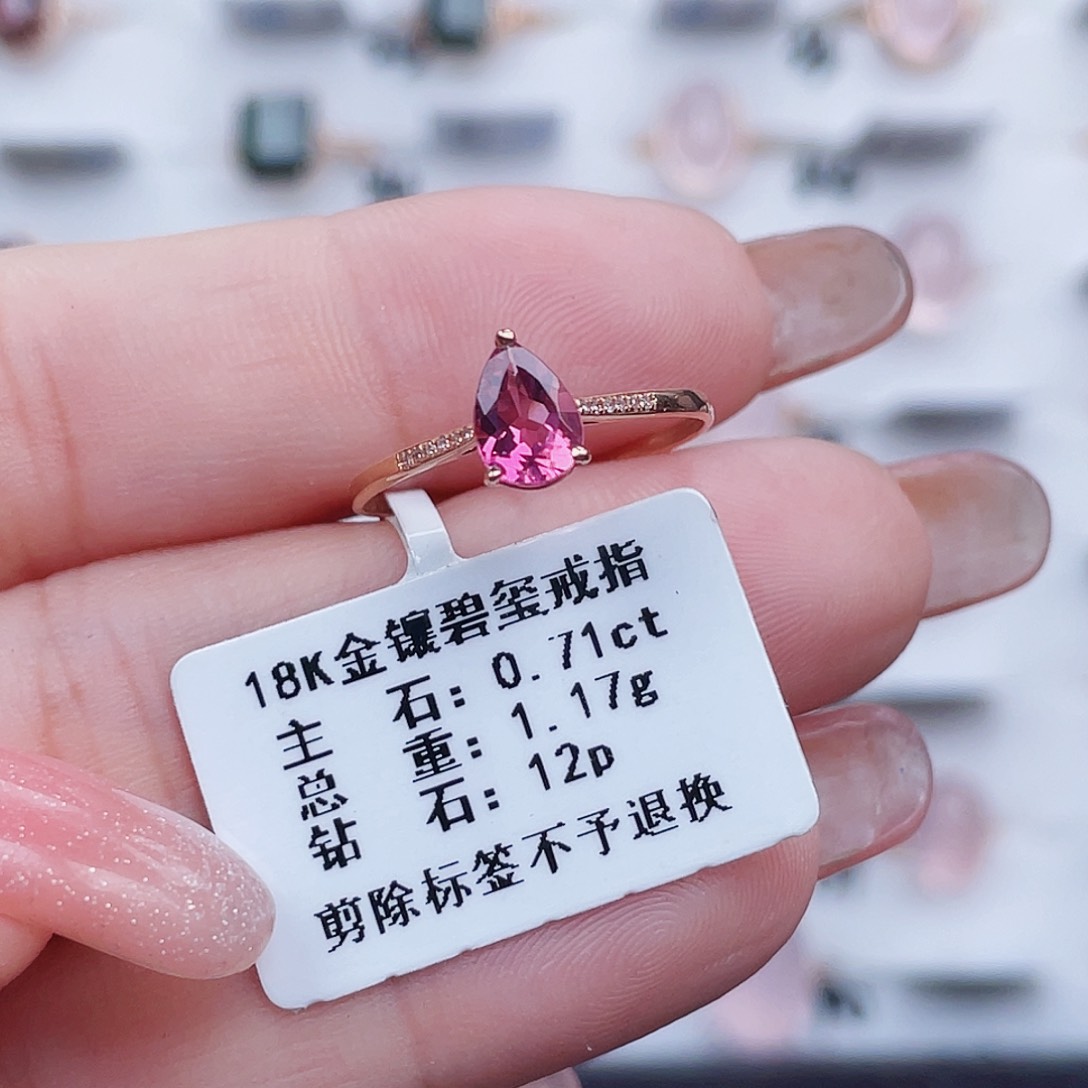 18K金镶碧玺戒指
主 石: 0.71ct
总 重: 1.17g
钻 石: 12p
剪除标签不予退换